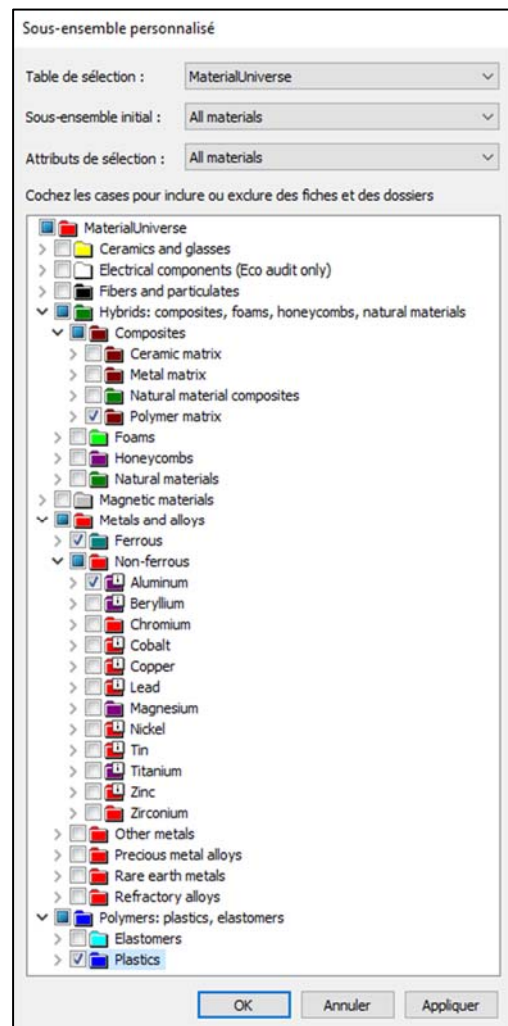 Sous-ensemble personnalisé
Table de sélection : MaterialUniverse
Sous-ensemble initial : All materials
Attributs de sélection : All materials
Cochez les cases pour inclure ou exclure des fiches et des dossiers
MaterialUniverse
Ceramics and glasses
Electrical components (Eco audit only)
Fibers and particulates
Hybrids: composites, foams, honeycombs, natural materials
Composites
Ceramic matrix
Metal matrix
Natural material composites
Polymer matrix
Foams
Honeycombs
Natural materials
Magnetic materials
Metals and alloys
Ferrous
Non-ferrous
Aluminum
Beryllium
Chromium
Cobalt
Copper
Lead
Magnesium
Nickel
Tin
Titanium
Zinc
Zirconium
Other metals
Precious metal alloys
Rare earth metals
Refractory alloys
Polymers: plastics, elastomers
Elastomers
Plastics
OK Annuler Appliquer